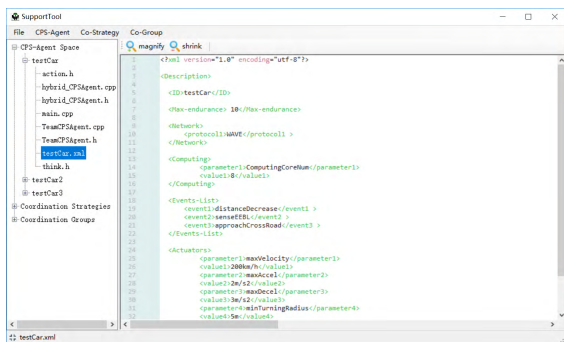 SupportTool
File CPS-Agent Co-Strategy Co-Group
CPS-Agent Space
testCar
action.h
hybrid_CPSAgent.cpp
hybrid_CPSAgent.h
main.cpp
TeamCPSAgent.cpp
TeamCPSAgent.h
testCar.xml
think.h
testCar2
testCar3
Coordination Strategies
Coordination Groups
magnify shrink
1 <?xml version="1.0" encoding="utf-8"?>
2
3 <Description>
4
5 <ID>testCar</ID>
6
7 <Max-endurance> 10</Max-endurance>
8
9 <Network>
10 <protocol1>WAVE</protocol1 >
11 </Network>
12
13 <Computing>
14 <parameter1>ComputingCoreNum</parameter1>
15 <value1>8</value1>
16 </Computing>
17
18 <Events-List>
19 <event1>distanceDecrease</event1 >
20 <event2>senseEEBL</event2 >
21 <event3>approachCrossRoad</event3 >
22 </Events-List>
23
24 <Actuators>
25 <parameter1>maxVelocity</parameter1>
26 <value1>200km/h</value1>
27 <parameter2>maxAccel</parameter2>
28 <value2>2m/s2</value2>
29 <parameter3>maxDecel</parameter3>
30 <value3>3m/s2</value3>
31 <parameter4>minTurningRadius</parameter4>
32 <value4>5m</value4>
testCar.xml